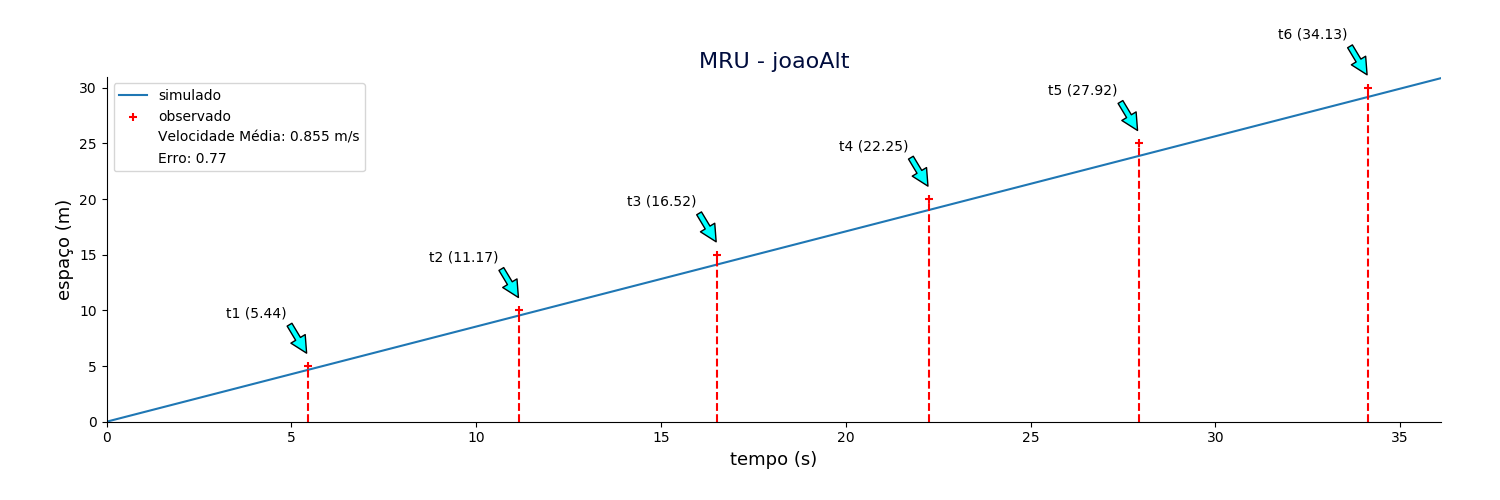 MRU - joaoAlt
simulado
observado
Velocidade Média: 0.855 m/s
Erro: 0.77
t1 (5.44)
t2 (11.17)
t3 (16.52)
t4 (22.25)
t5 (27.92)
t6 (34.13)
espaço (m)
30
25
20
15
10
5
0
0 5 10 15 20 25 30 35
tempo (s)